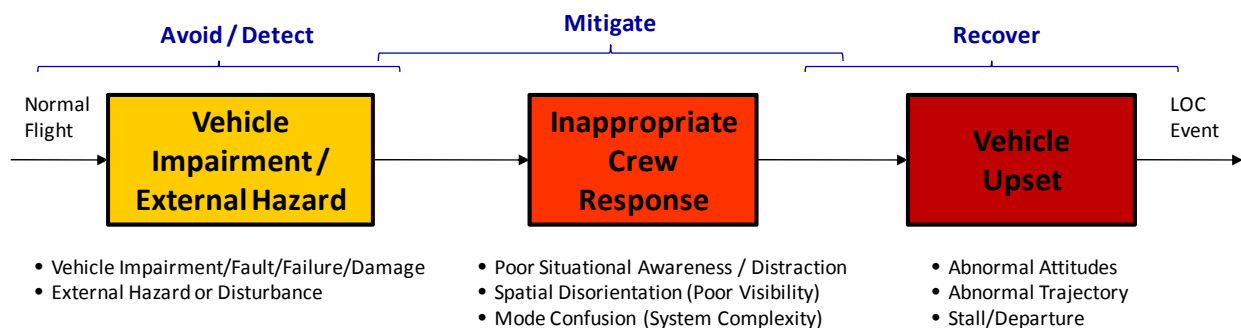 Avoid / Detect
Mitigate
Recover
Normal
Flight
Vehicle
Impairment /
External Hazard
Inappropriate
Crew
Response
Vehicle
Upset
LOC
Event
• Vehicle Impairment/Fault/Failure/Damage
• External Hazard or Disturbance
• Poor Situational Awareness / Distraction
• Spatial Disorientation (Poor Visibility)
• Mode Confusion (System Complexity)
• Abnormal Attitudes
• Abnormal Trajectory
• Stall/Departure